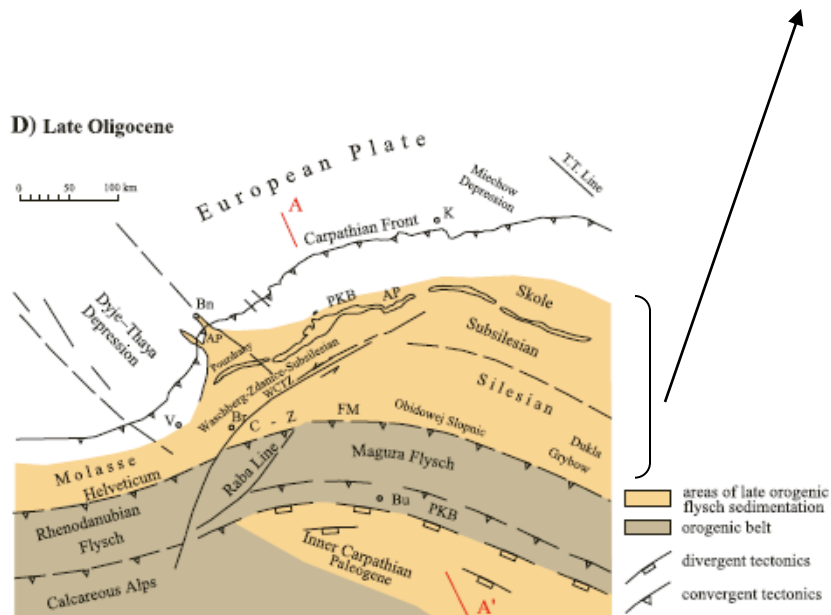 D) Late Oligocene
0 50 100 km
European Plate
A
Carpathian Front
K
Miechow
Depression
T.T. Line
Dyje–Thaya
Depression
Bn
AP
Pouzdrany
PKB
AP
Skole
Subsilesian
Silesian
Waschberg-Zdanice-Subsilesian
WCTZ
V
Br
C - Z
FM
Obidowej Slopnic
Dukla
Grybow
Molasse
Helveticum
Raba Line
Magura Flysch
Rhenodanubian
Flysch
Bu
PKB
Calcareous Alps
Inner Carpathian
Paleogene
A'
areas of late orogenic
flysch sedimentation
orogenic belt
divergent tectonics
convergent tectonics